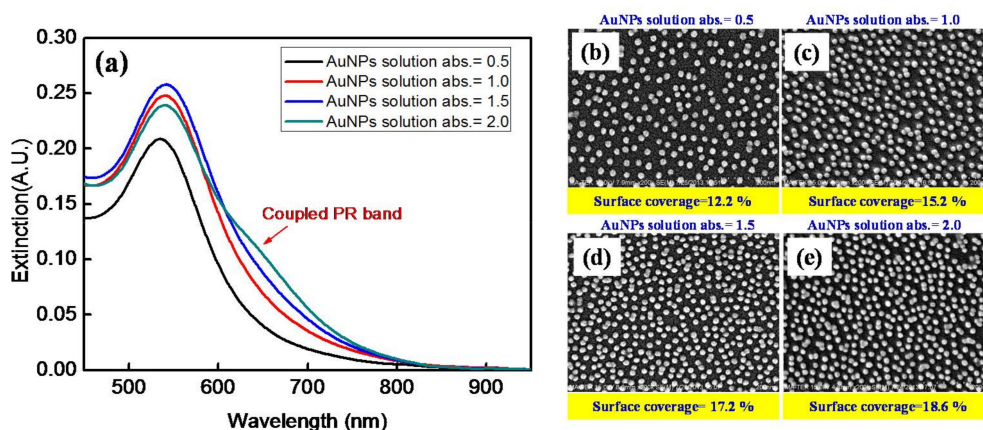 (a)
AuNPs solution abs.= 0.5
AuNPs solution abs.= 1.0
AuNPs solution abs.= 1.5
AuNPs solution abs.= 2.0
Coupled PR band
Extinction(A.U.)
0.30
0.25
0.20
0.15
0.10
0.05
0.00
500 600 700 800 900
Wavelength (nm)
AuNPs solution abs.= 0.5
(b)
Surface coverage=12.2 %
AuNPs solution abs.= 1.0
(c)
Surface coverage=15.2 %
AuNPs solution abs.= 1.5
(d)
Surface coverage= 17.2 %
AuNPs solution abs.= 2.0
(e)
Surface coverage=18.6 %